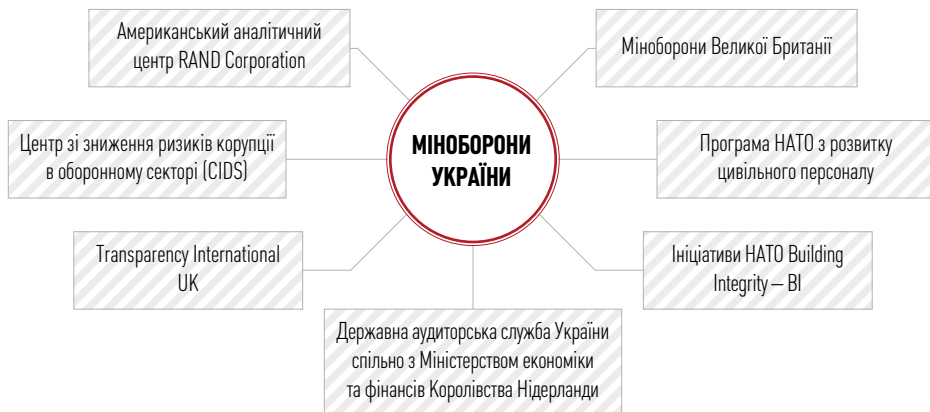 Американський аналітичний
центр RAND Corporation
Міноборони Великої Британії
Центр зі зниження ризиків корупції
в оборонному секторі (CIDS)
МІНОБОРОНИ
УКРАЇНИ
Програма НАТО з розвитку
цивільного персоналу
Transparency International
UK
Ініціативи НАТО Building
Integrity – BI
Державна аудиторська служба України
спільно з Міністерством економіки
та фінансів Королівства Нідерланди